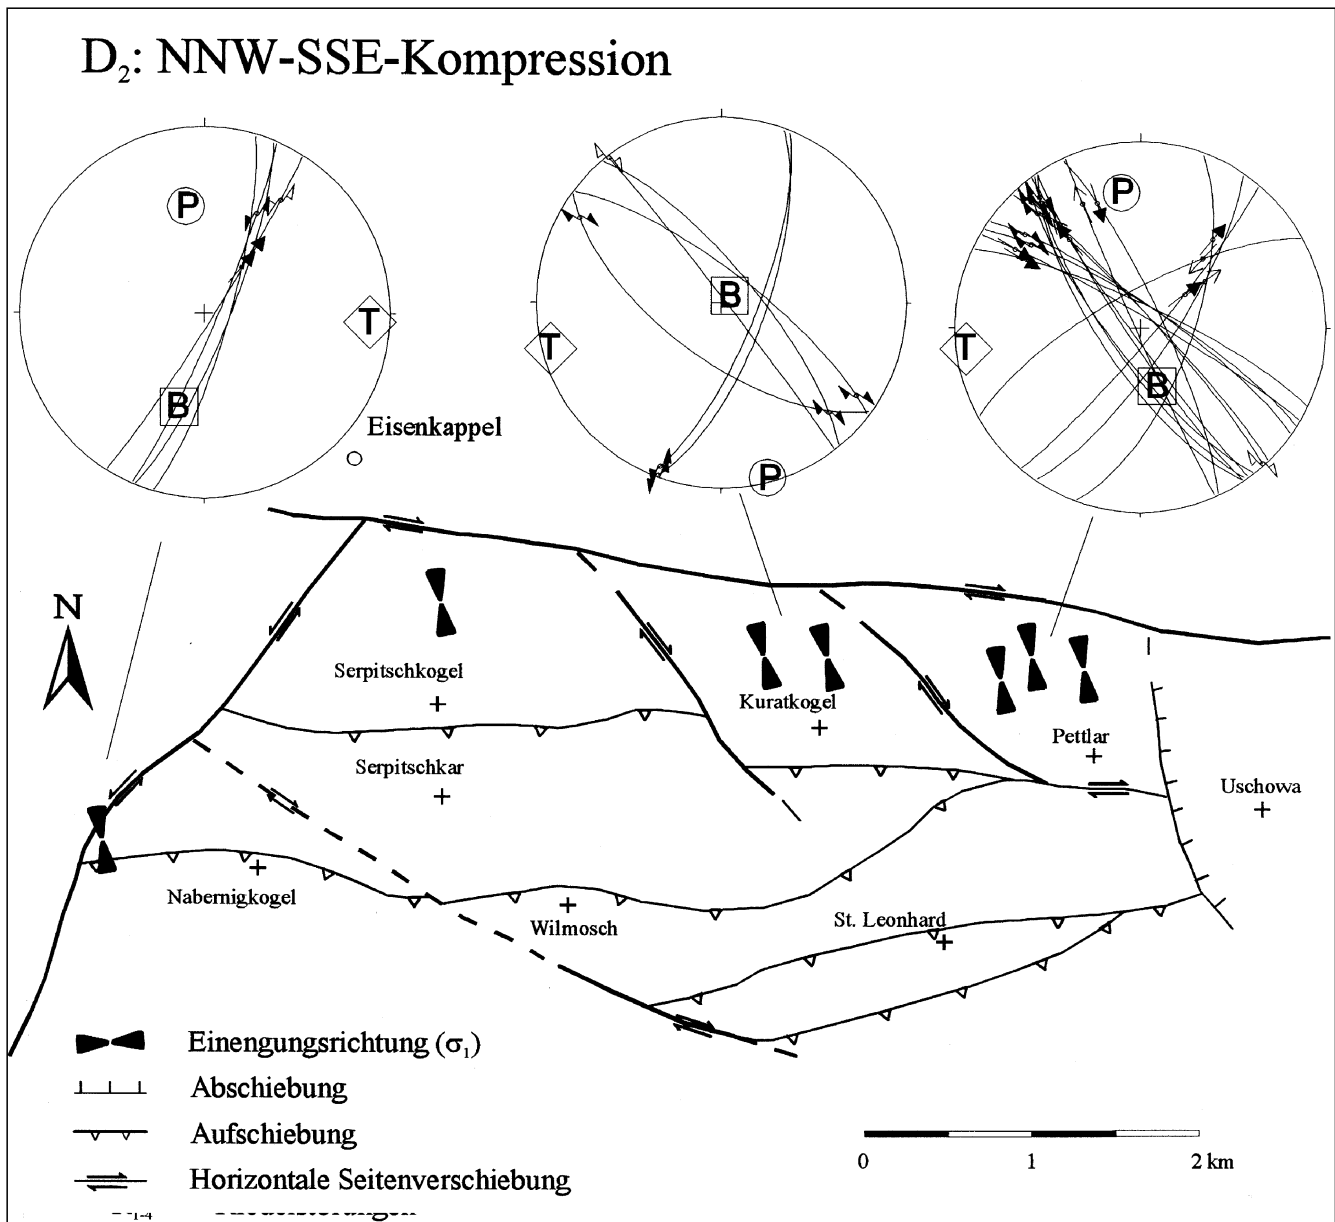 D₂: NNW-SSE-Kompression
P
T
B
B
T
P
P
T
B
Eisenkappel
N
Serpitschkogel
Kuratkogel
Pettlar
Serpitschkar
Uschowa
Nabernigkogel
Wilmosch
St. Leonhard
Einengungsrichtung (σ₁)
Abschiebung
Aufschiebung
Horizontale Seitenverschiebung
0 1 2 km